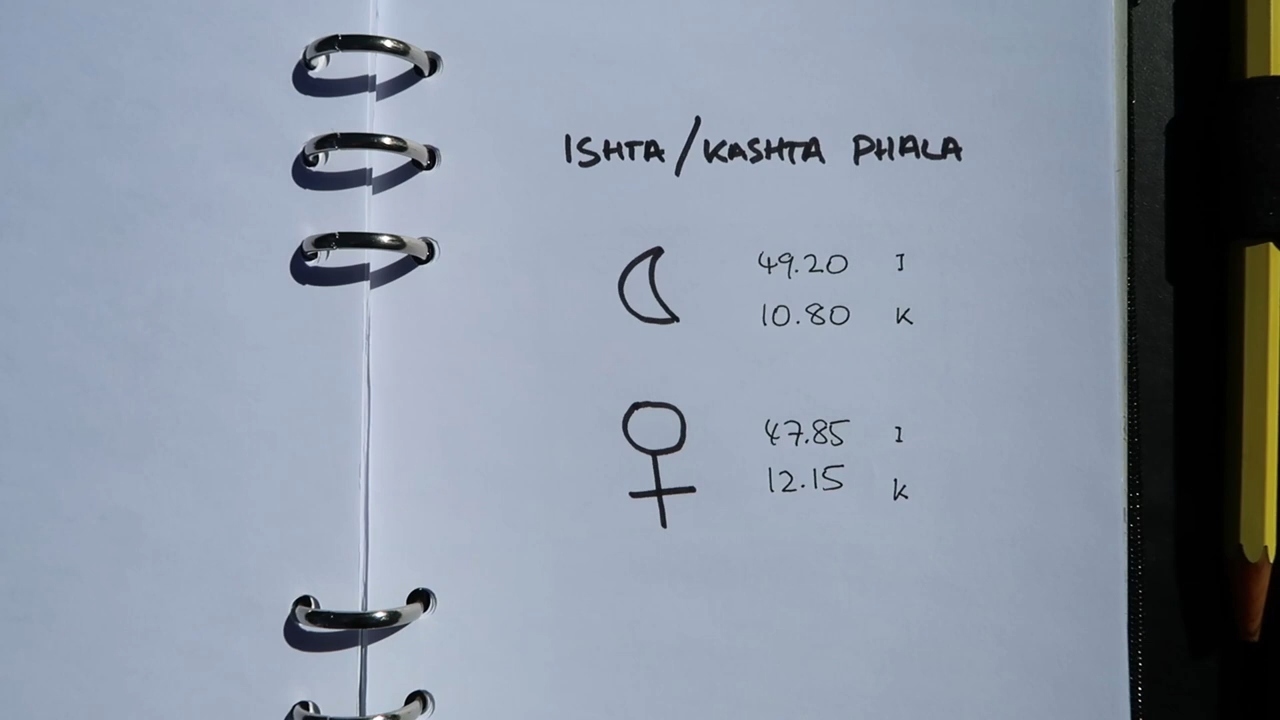 ISHTA/KASHTA PHALA
☾ 49.20 I
10.80 K
♀ 47.85 I
12.15 K